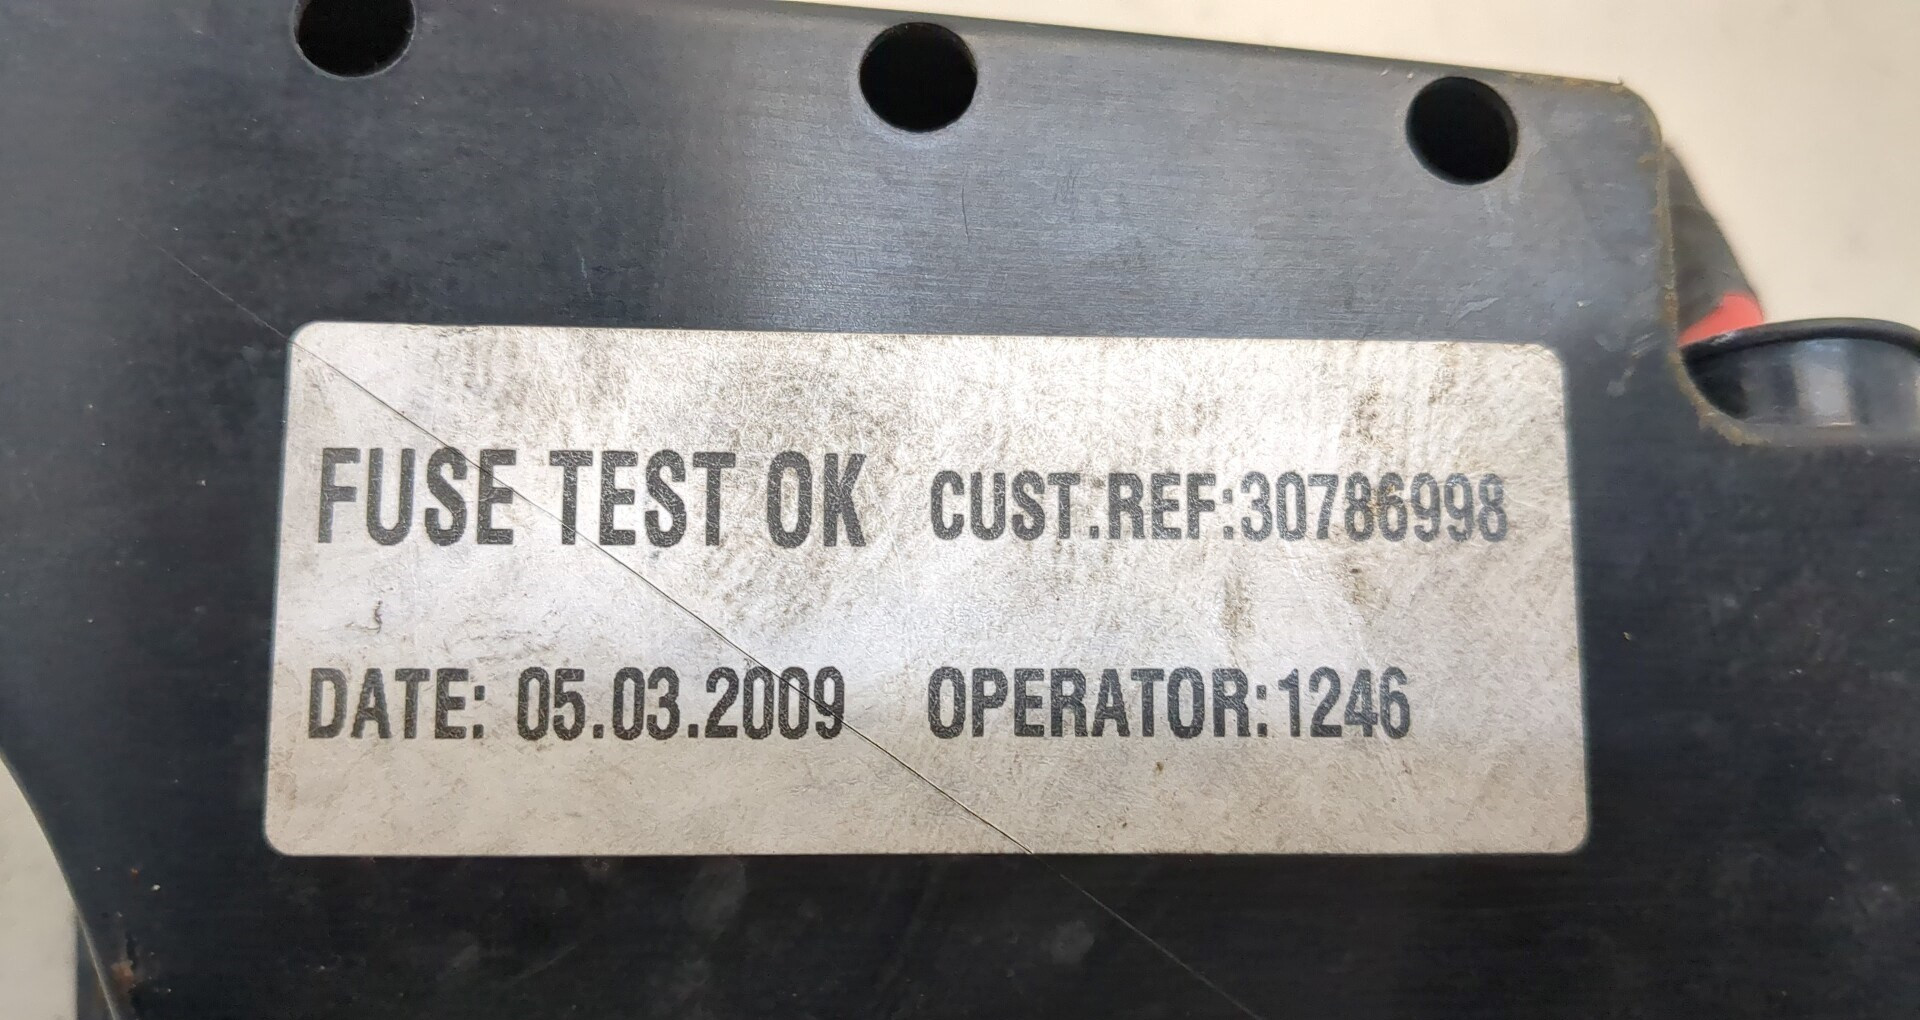 FUSE TEST OK CUST.REF:30786998
DATE: 05.03.2009 OPERATOR:1246